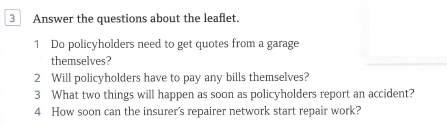 3 Answer the questions about the leaflet.
1 Do policyholders need to get quotes from a garage
themselves?
2 Will policyholders have to pay any bills themselves?
3 What two things will happen as soon as policyholders report an accident?
4 How soon can the insurer's repairer network start repair work?